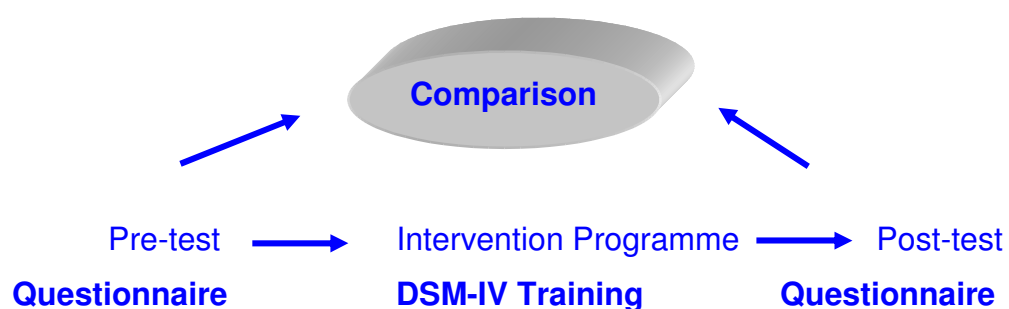 Comparison
Pre-test Intervention Programme Post-test
Questionnaire DSM-IV Training Questionnaire